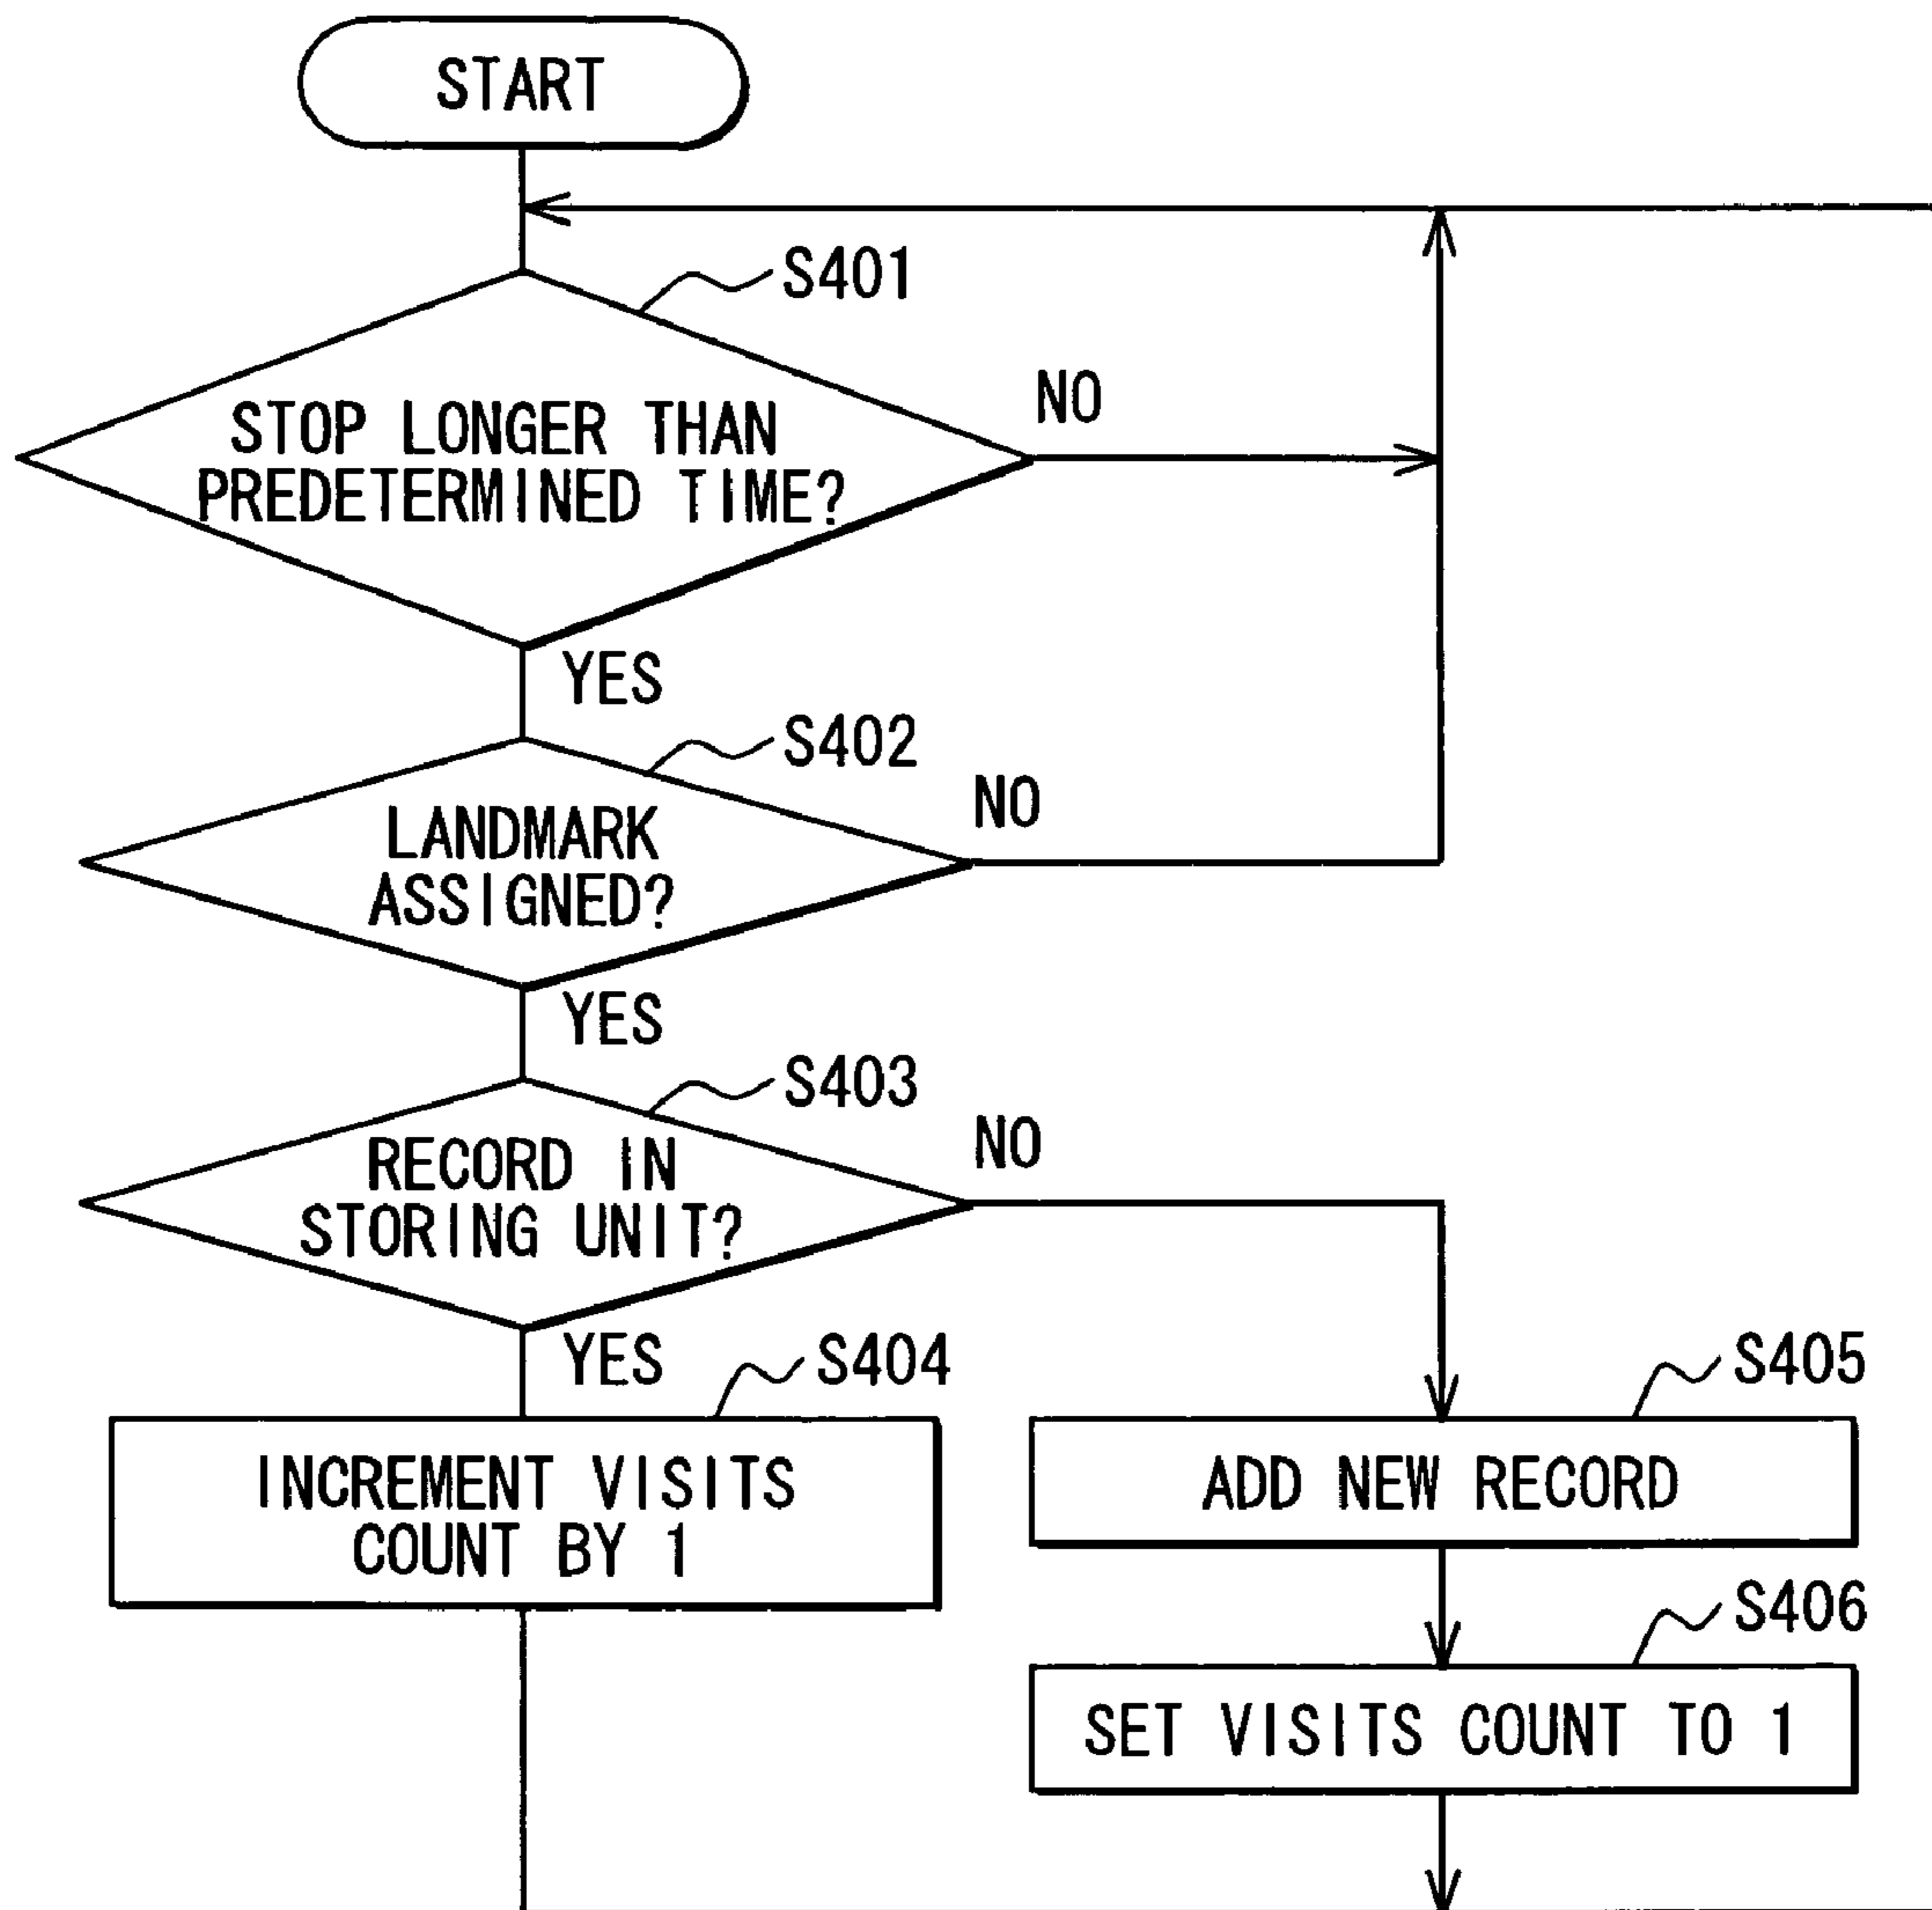 START
S401
STOP LONGER THAN
PREDETERMINED TIME?
NO
YES
S402
LANDMARK
ASSIGNED?
NO
YES
S403
RECORD IN
STORING UNIT?
NO
YES
S404
INCREMENT VISITS
COUNT BY 1
S405
ADD NEW RECORD
S406
SET VISITS COUNT TO 1